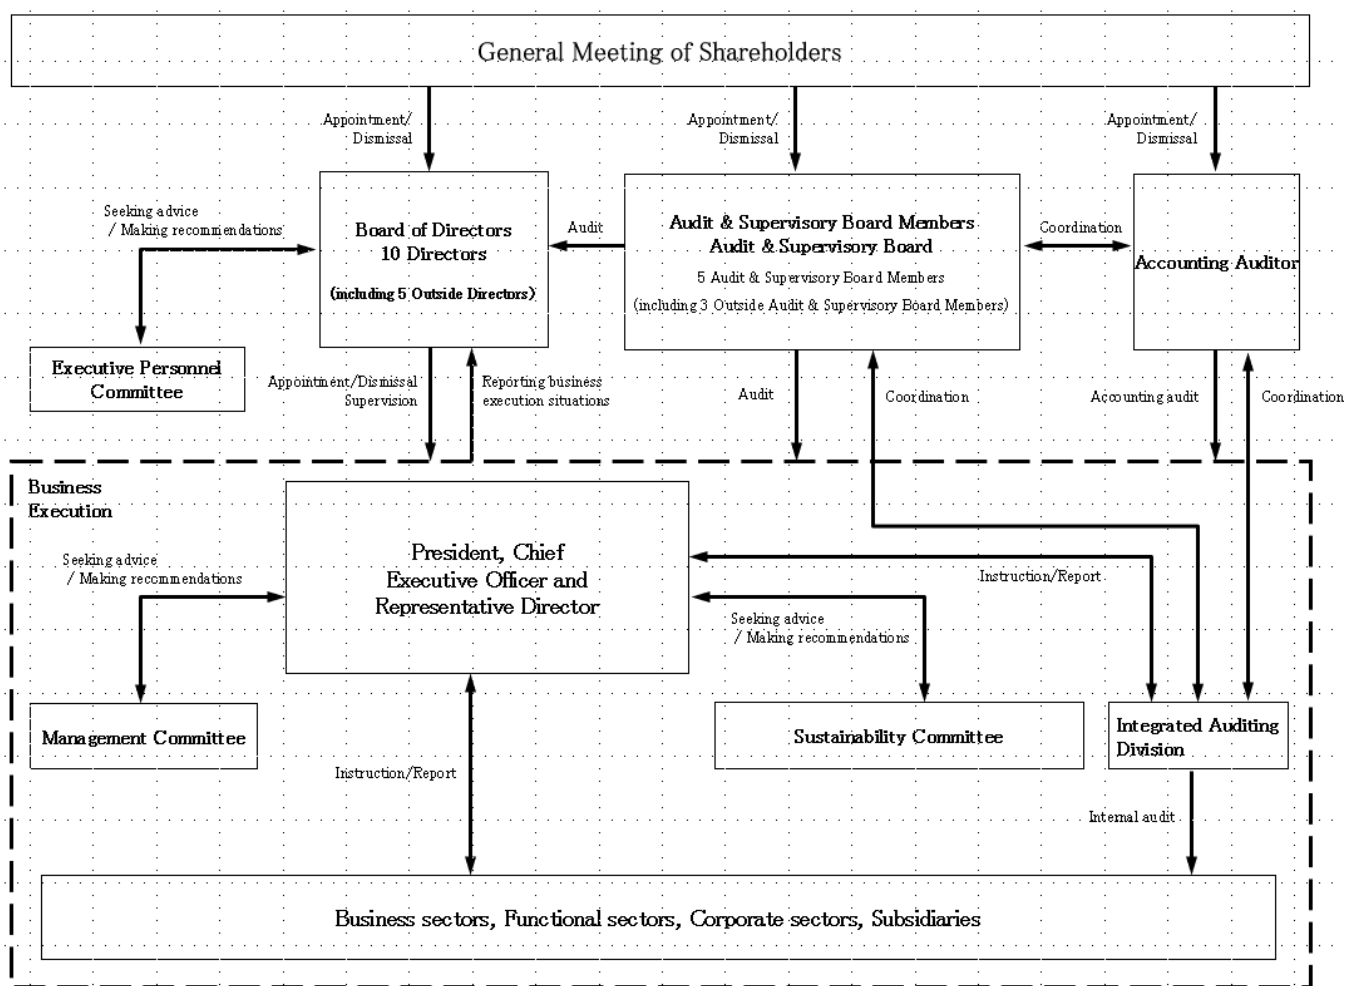 General Meeting of Shareholders
Appointment/
Dismissal
Appointment/
Dismissal
Appointment/
Dismissal
Seeking advice
/ Making recommendations
Board of Directors
10 Directors
(including 5 Outside Directors)
Audit
Audit & Supervisory Board Members
Audit & Supervisory Board
5 Audit & Supervisory Board Members
(including 3 Outside Audit & Supervisory Board Members)
Coordination
Accounting Auditor
Executive Personnel
Committee
Appointment/Dismissal
Supervision
Reporting business
execution situations
Audit
Coordination
Accounting audit
Coordination
Business
Execution
President, Chief
Executive Officer and
Representative Director
Seeking advice
/ Making recommendations
Instruction/Report
Seeking advice
/ Making recommendations
Management Committee
Sustainability Committee
Integrated Auditing
Division
Instruction/Report
Internal audit
Business sectors, Functional sectors, Corporate sectors, Subsidiaries